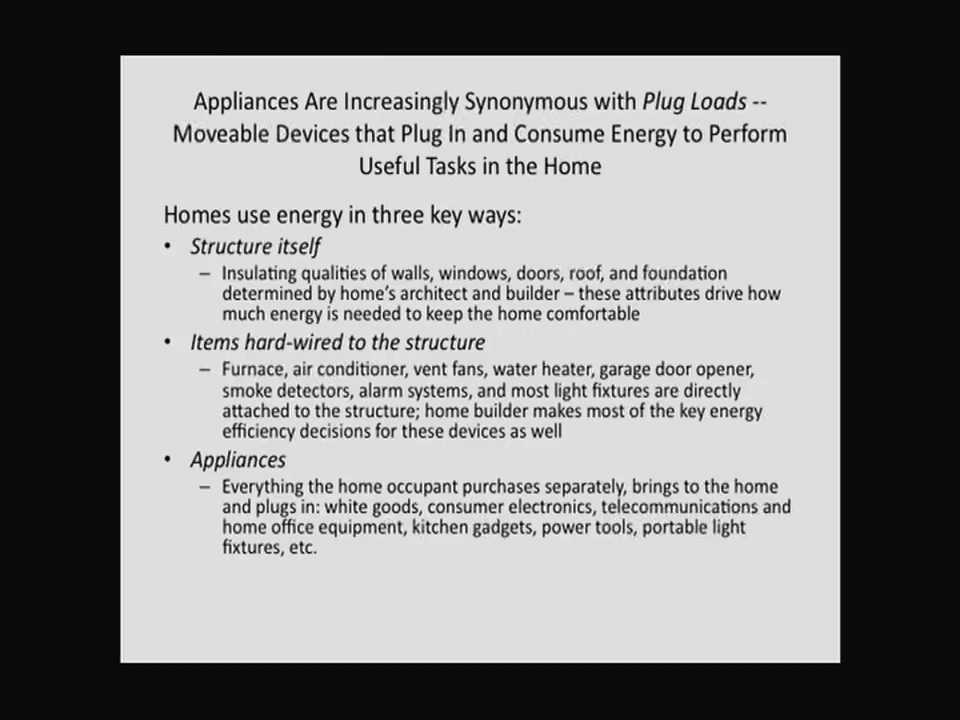 Appliances Are Increasingly Synonymous with Plug Loads --
Moveable Devices that Plug In and Consume Energy to Perform
Useful Tasks in the Home
Homes use energy in three key ways:
• Structure itself
– Insulating qualities of walls, windows, doors, roof, and foundation
determined by home’s architect and builder – these attributes drive how
much energy is needed to keep the home comfortable
• Items hard-wired to the structure
– Furnace, air conditioner, vent fans, water heater, garage door opener,
smoke detectors, alarm systems, and most light fixtures are directly
attached to the structure; home builder makes most of the key energy
efficiency decisions for these devices as well
• Appliances
– Everything the home occupant purchases separately, brings to the home
and plugs in: white goods, consumer electronics, telecommunications and
home office equipment, kitchen gadgets, power tools, portable light
fixtures, etc.